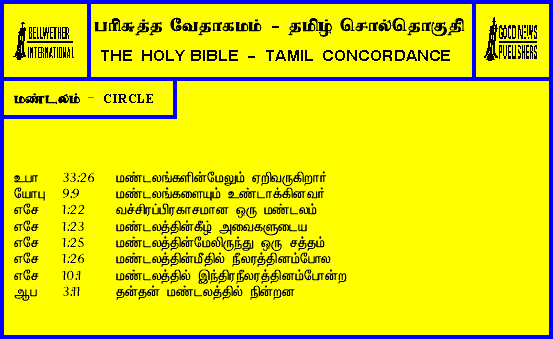 BELLWETHER
INTERNATIONAL
பரிசுத்த வேதாகமம் - தமிழ் சொல்தொகுதி
THE HOLY BIBLE - TAMIL CONCORDANCE
GOOD NEWS
PUBLISHERS
மண்டலம் - CIRCLE
உபா 33:26 மண்டலங்களின்மேலும் ஏறிவருகிறார்
யோபு 9:9 மண்டலங்களையும் உண்டாக்கினவர்
எசே 1:22 வச்சிரப்பிரகாசமான ஒரு மண்டலம்
எசே 1:23 மண்டலத்தின்கீழ் அவைகளுடைய
எசே 1:25 மண்டலத்தின்மேலிருந்து ஒரு சத்தம்
எசே 1:26 மண்டலத்தின்மீதில் நீலரத்தினம்போல
எசே 10:1 மண்டலத்தில் இந்திரநீலரத்தினம்போன்ற
ஆப 3:11 தன்தன் மண்டலத்தில் நின்றன